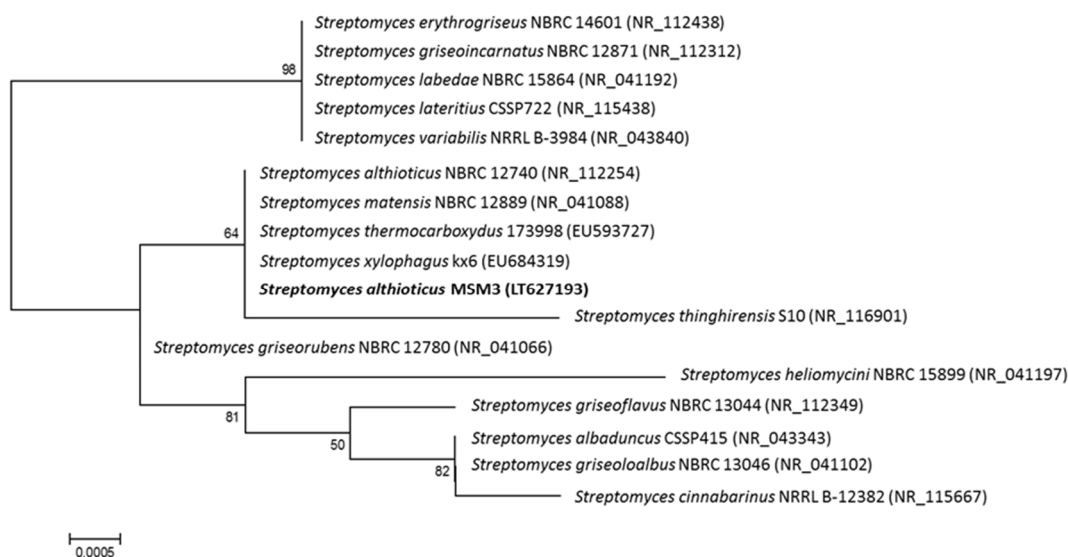 Streptomyces erythrogriseus NBRC 14601 (NR_112438)
Streptomyces griseoincarnatus NBRC 12871 (NR_112312)
98
Streptomyces labedae NBRC 15864 (NR_041192)
Streptomyces lateritius CSSP722 (NR_115438)
Streptomyces variabilis NRRL B-3984 (NR_043840)
Streptomyces althioticus NBRC 12740 (NR_112254)
Streptomyces matensis NBRC 12889 (NR_041088)
64
Streptomyces thermocarboxydus 173998 (EU593727)
Streptomyces xylophagus kx6 (EU684319)
Streptomyces althioticus MSM3 (LT627193)
Streptomyces thinghirensis S10 (NR_116901)
Streptomyces griseorubens NBRC 12780 (NR_041066)
Streptomyces heliomycini NBRC 15899 (NR_041197)
Streptomyces griseoflavus NBRC 13044 (NR_112349)
81
Streptomyces albaduncus CSSP415 (NR_043343)
50
Streptomyces griseoloalbus NBRC 13046 (NR_041102)
82
Streptomyces cinnabarinus NRRL B-12382 (NR_115667)
0.0005